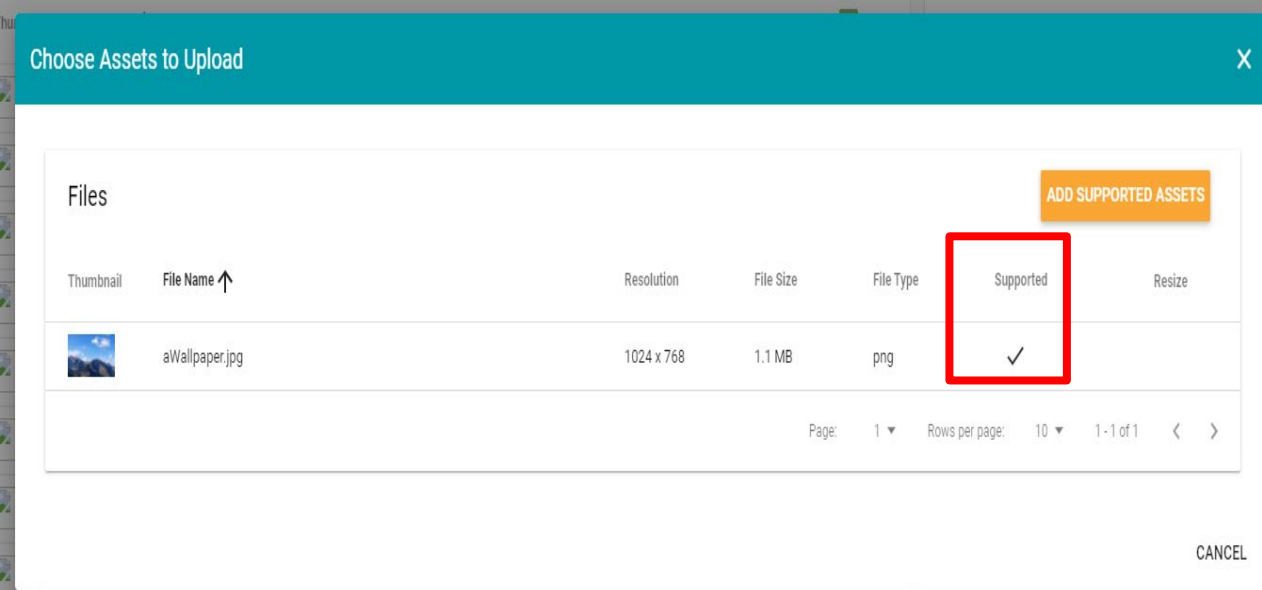 Thu
Choose Assets to Upload X
Files ADD SUPPORTED ASSETS
Thumbnail File Name Resolution File Size File Type Supported Resize
aWallpaper.jpg 1024 x 768 1.1 MB png
Page: 1 Rows per page: 10 1 - 1 of 1
CANCEL